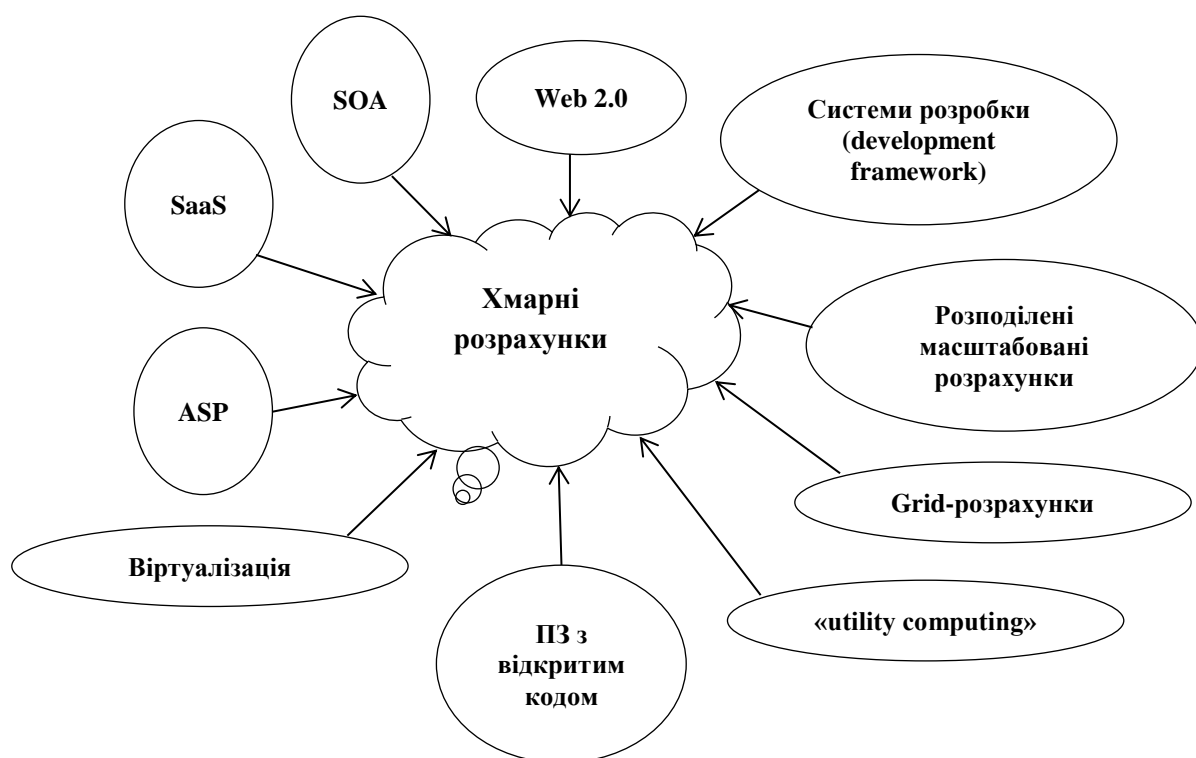 SOA
Web 2.0
Системи розробки
(development
framework)
SaaS
Хмарні
розрахунки
Розподілені
масштабовані
розрахунки
ASP
Grid-розрахунки
Віртуалізація
«utility computing»
ПЗ з
відкритим
кодом